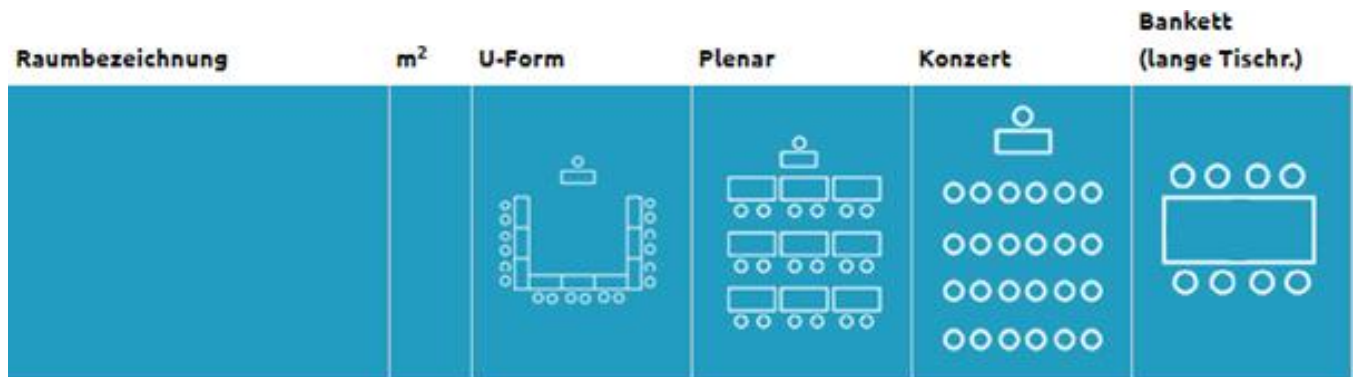 Raumbezeichnung
m²
U-Form
Plenar
Konzert
Bankett
(lange Tischr.)